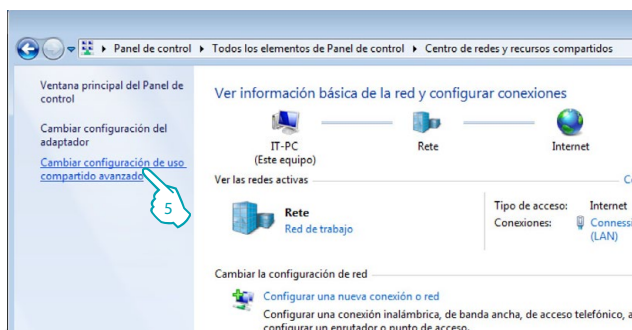 Panel de control ▸ Todos los elementos de Panel de control ▸ Centro de redes y recursos compartidos
Ventana principal del Panel de
control
Cambiar configuración del
adaptador
Cambiar configuración de uso
compartido avanzado
5
Ver información básica de la red y configurar conexiones
IT-PC
(Este equipo)
Rete
Internet
Ver las redes activas
Rete
Red de trabajo
Tipo de acceso: Internet
Conexiones:
(LAN)
Cambiar la configuración de red
Configurar una nueva conexión o red
Configurar una conexión inalámbrica, de banda ancha, de acceso telefónico, a
configurar un enrutador o punto de acceso.